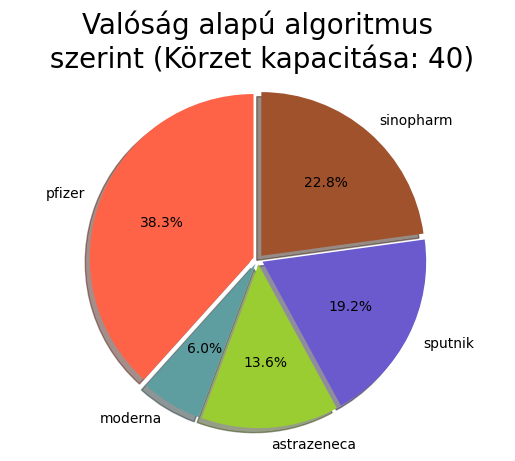 Valóság alapú algoritmus
szerint (Körzet kapacitása: 40)
sinopharm
22.8%
pfizer
38.3%
19.2%
sputnik
6.0%
13.6%
moderna
astrazeneca